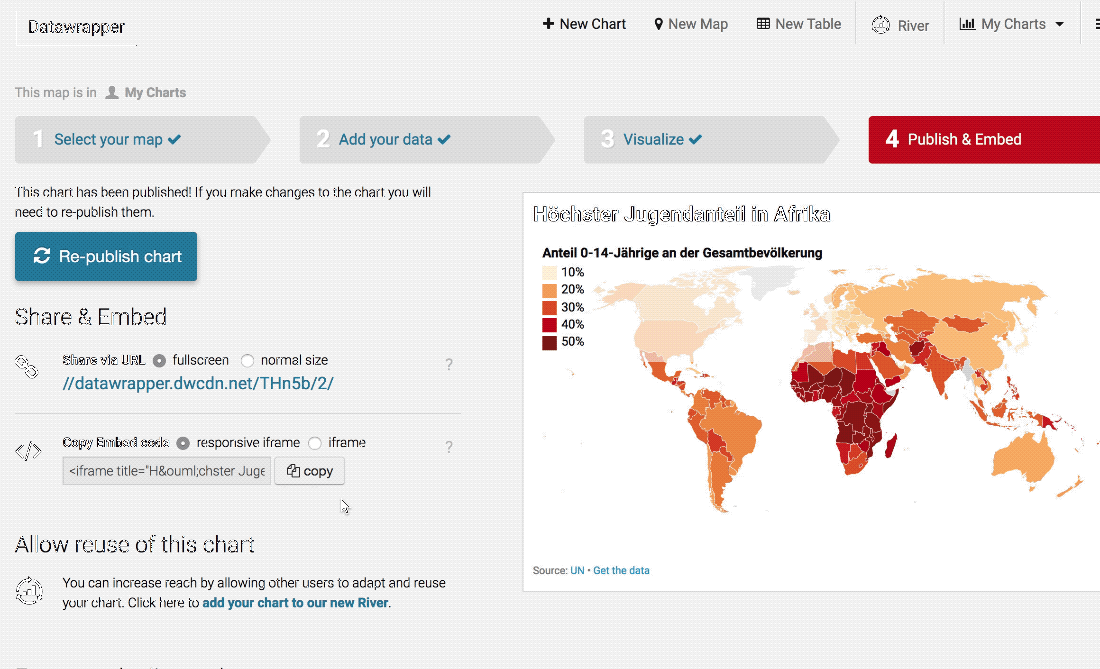 Datawrapper
New Chart
New Map
New Table
River
My Charts
This map is in My Charts
1 Select your map
2 Add your data
3 Visualize
4 Publish & Embed
This chart has been published! If you make changes to the chart you will
need to re-publish them.
Re-publish chart
Share & Embed
Share via URL fullscreen normal size ?
//datawrapper.dwcdn.net/THn5b/2/
Copy Embed code responsive iframe iframe ?
<iframe title="H&ouml;chster Juge
copy
Allow reuse of this chart
You can increase reach by allowing other users to adapt and reuse
your chart. Click here to add your chart to our new River.
Höchster Jugendanteil in Afrika
Anteil 0-14-Jährige an der Gesamtbevölkerung
10%
20%
30%
40%
50%
Source: UN • Get the data